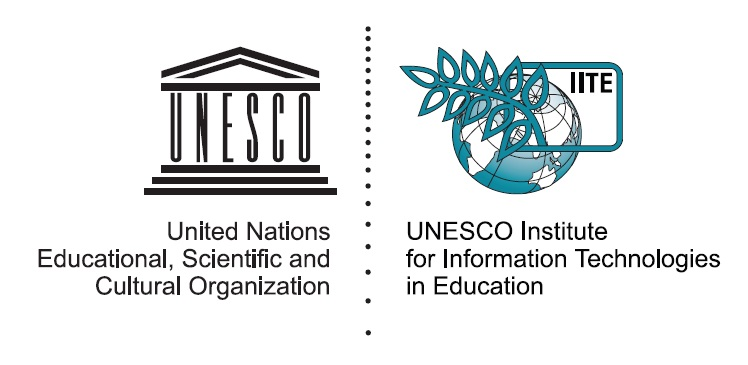 UNESCO
United Nations
Educational, Scientific and
Cultural Organization
IITE
UNESCO Institute
for Information Technologies
in Education